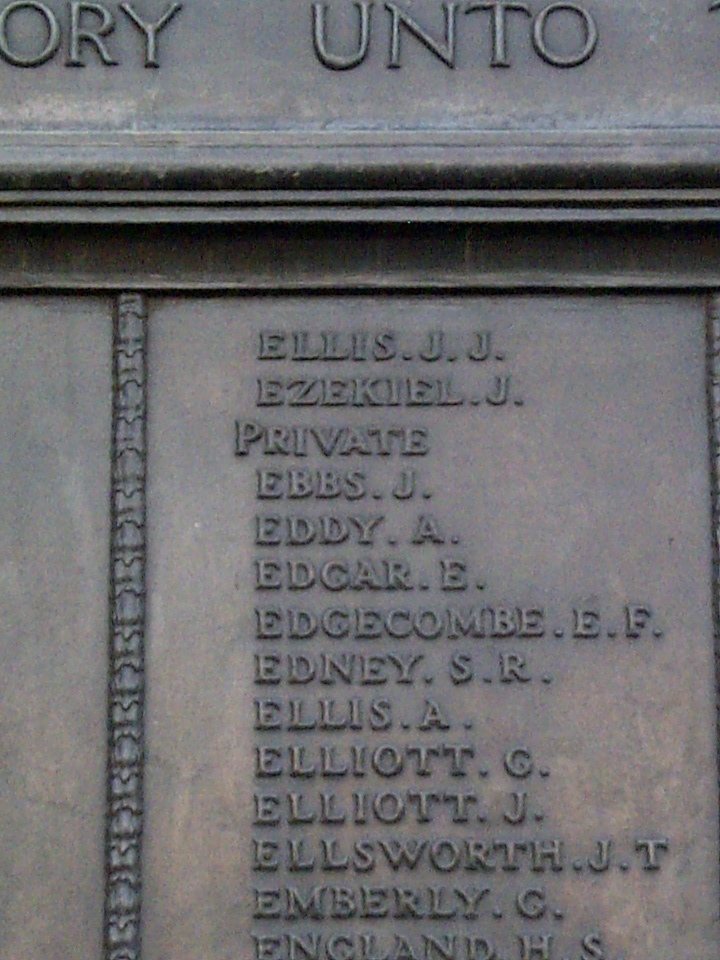 ORY UNTO
ELLIS. J. J.
EZEKIEL. J.
PRIVATE
EBBS. J.
EDDY. A.
EDGAR. E.
EDGECOMBE. E. F.
EDNEY. S. R.
ELLIS. A.
ELLIOTT. G.
ELLIOTT. J.
ELLSWORTH. J. T
EMBERLY. G.
ENGLAND. H. S.